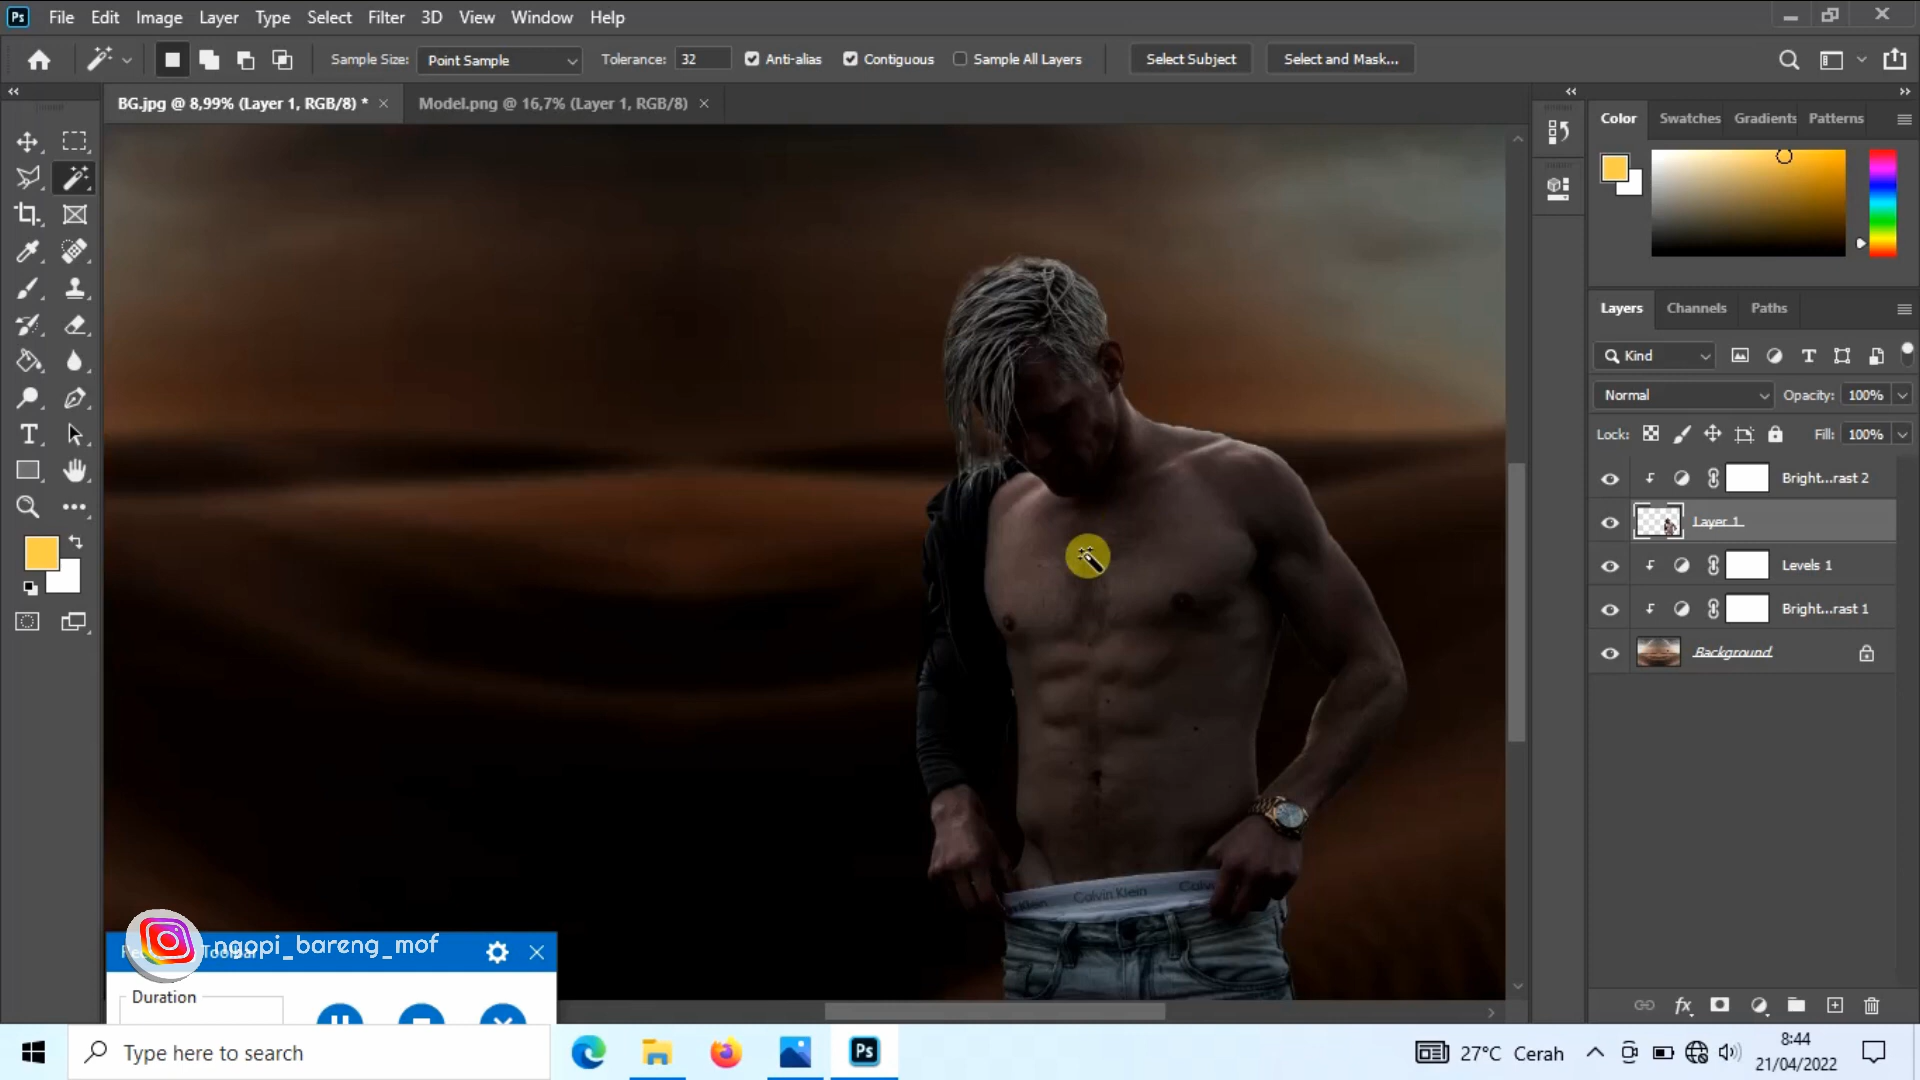 Ps File Edit Image Layer Type Select Filter 3D View Window Help
Sample Size: Point Sample Tolerance: 32 Anti-alias Contiguous Sample All Layers Select Subject Select and Mask...
BG.jpg @ 8,99% (Layer 1, RGB/8) * Model.png @ 16,7% (Layer 1, RGB/8)
Color Swatches Gradients Patterns
Layers Channels Paths
Kind
Normal Opacity: 100%
Lock: Fill: 100%
Bright...rast 2
Layer 1
Levels 1
Bright...rast 1
Background
Calvin Klein
ngopi_bareng_mof
Duration
Type here to search
Ps
27°C Cerah
8:44
21/04/2022